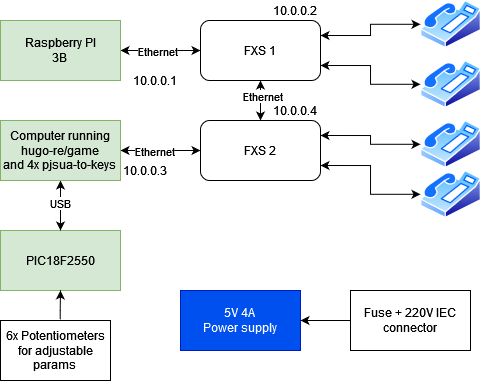 10.0.0.2
Raspberry PI
3B
Ethernet
FXS 1
10.0.0.1
Ethernet
10.0.0.4
Computer running
hugo-re/game
and 4x pjsua-to-keys
Ethernet
FXS 2
10.0.0.3
USB
PIC18F2550
6x Potentiometers
for adjustable
params
5V 4A
Power supply
Fuse + 220V IEC
connector